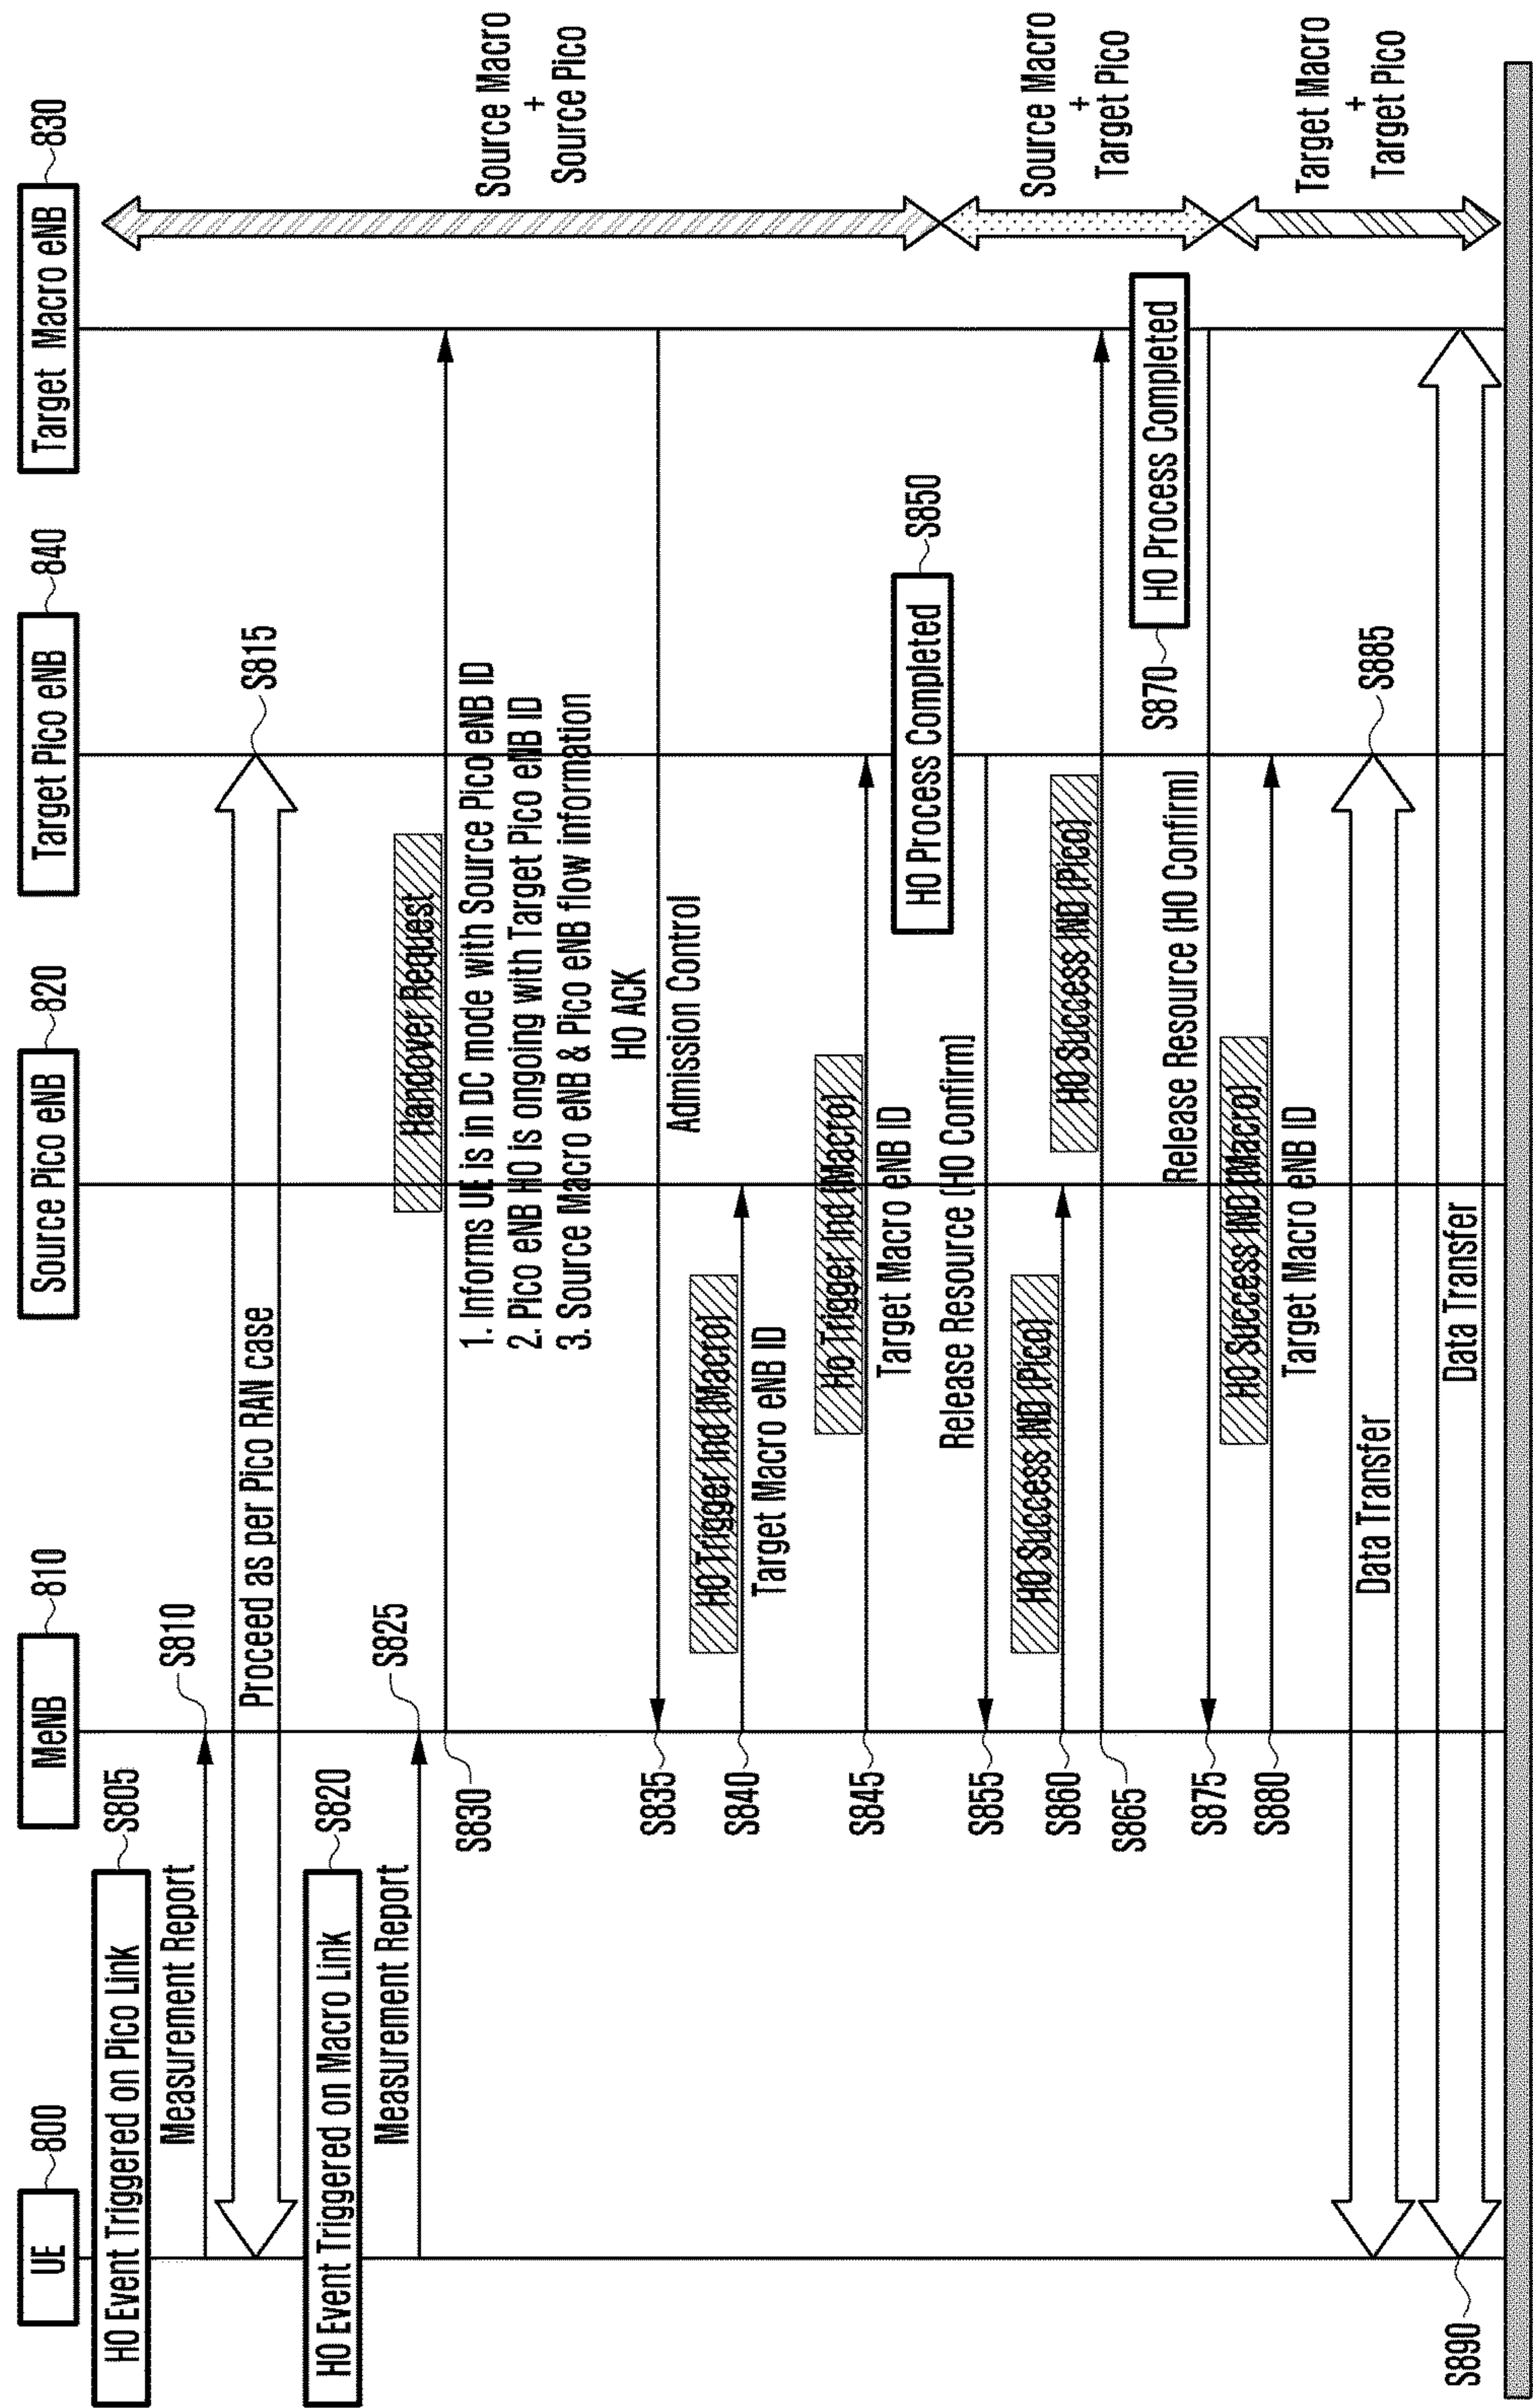 UE
800
MeNB
810
Source Pico eNB
820
Target Pico eNB
840
Target Macro eNB
830
HO Event Triggered on Pico Link
S805
Measurement Report
S810
Proceed as per Pico RAN case
S815
HO Event Triggered on Macro Link
S820
Measurement Report
S825
Handover Request
S830
1. Informs UE is in DC mode with Source Pico eNB ID
2. Pico eNB HO is ongoing with Target Pico eNB ID
3. Source Macro eNB & Pico eNB flow information
Source Macro
+
Source Pico
HO ACK
S835
Admission Control
HO Trigger Ind (Macro)
S840
Target Macro eNB ID
Ho Trigger Ind (Macro)
S845
Target Macro eNB ID
HO Process Completed
S850
Release Resource (HO Confirm)
S855
HO Success IND (Pico)
S860
HO Success IND (Pico)
S865
Source Macro
+
Target Pico
S870
HO Process Completed
Release Resource (HO Confirm)
S875
HO Success IND (Macro)
S880
Target Macro eNB ID
Target Macro
+
Target Pico
Data Transfer
S885
Data Transfer
S890